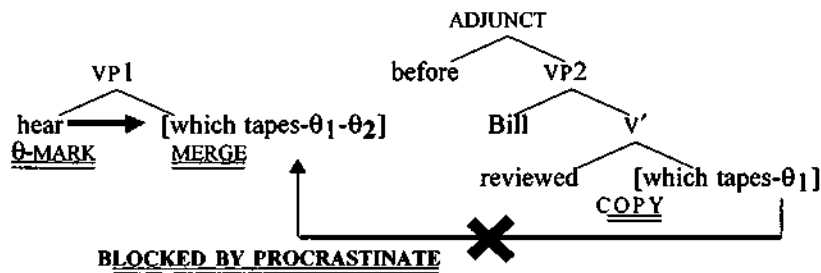 ADJUNCT
VP1 before VP2
hear [which tapes-θ1-θ2] Bill V'
θ-MARK MERGE reviewed [which tapes-θ1]
COPY
BLOCKED BY PROCRASTINATE